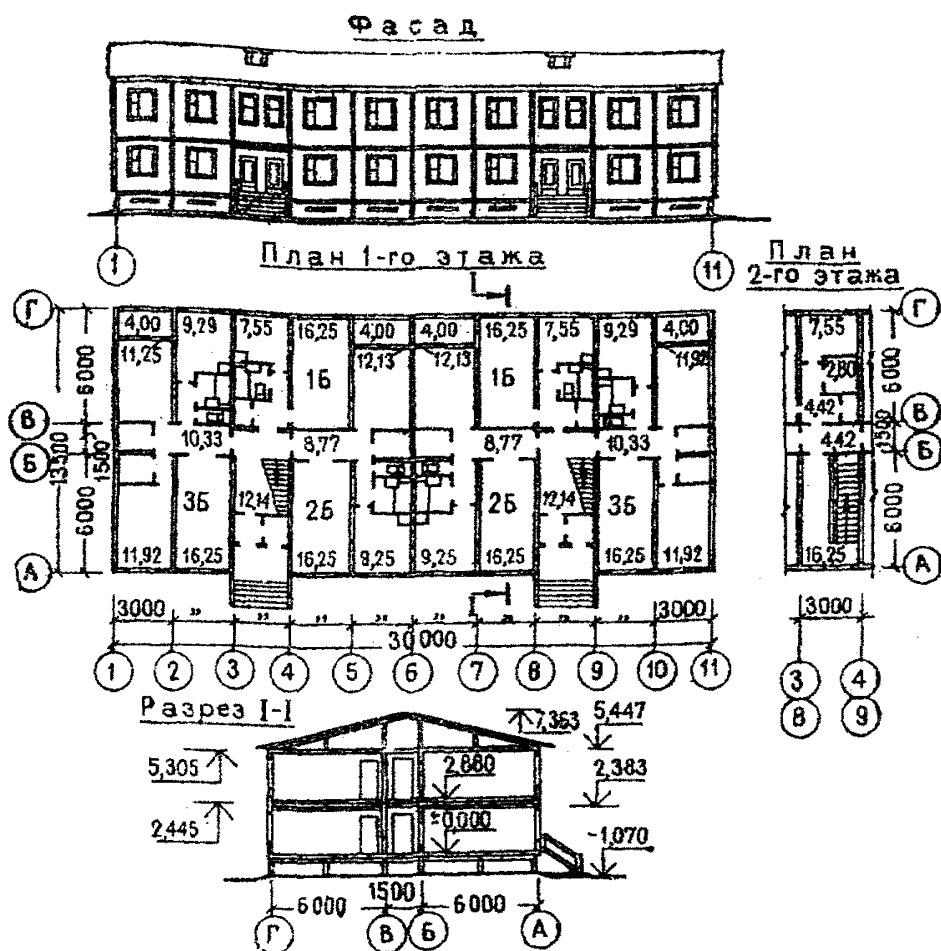 Фасад
1 11
План 1-го этажа
План
2-го этажа
Г 4,00 9,29 7,55 16,25 4,00 4,00 16,25 7,55 9,29 4,00 7,55 Г
11,25 12,13 12,13 11,92
6000 1Б 1Б 2,80 6000
В 4,42 В
10,33 8,77 8,77 10,33 4,42
13500 1500 1500
Б Б
6000 3Б 12,14 2Б 2Б 12,14 3Б 6000
А 11,92 16,25 16,25 9,25 9,25 16,25 16,25 11,92 16,25 А
3000 " " " " " " " " 3000 3000
30000
1 2 3 4 5 6 7 8 9 10 11 3 4
8 9
Разрез I-I
7,363 5,447
5,305 2,860 2,383
2,445 ±0,000
-1,070
6000 1500 6000
Г В Б А